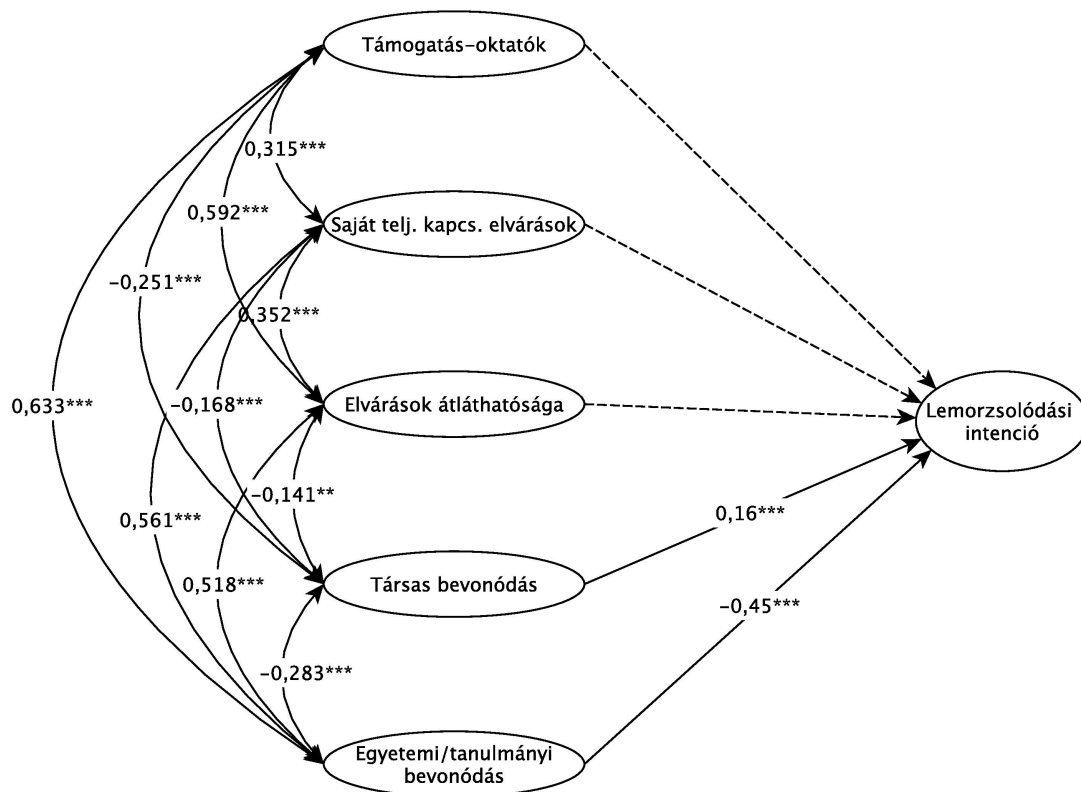 Támogatás-oktatók
0,315***
0,592***
Saját telj. kapcs. elvárások
-0,251***
0,352***
0,633***
-0,168***
Elvárások átláthatósága
Lemorzsolódási
intenció
-0,141**
0,16***
0,561***
0,518***
Társas bevonódás
-0,45***
-0,283***
Egyetemi/tanulmányi
bevonódás